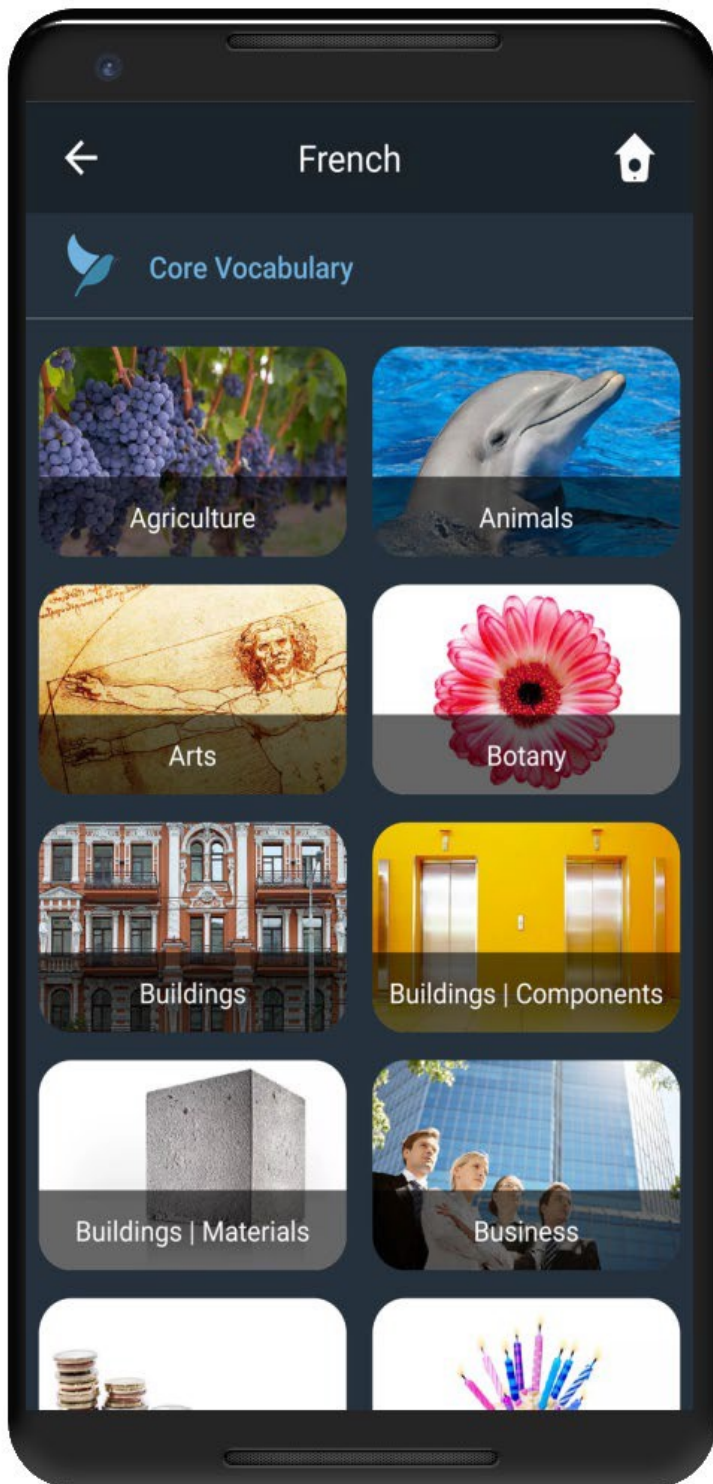 French
Core Vocabulary
Agriculture
Animals
Arts
Botany
Buildings
Buildings | Components
Buildings | Materials
Business